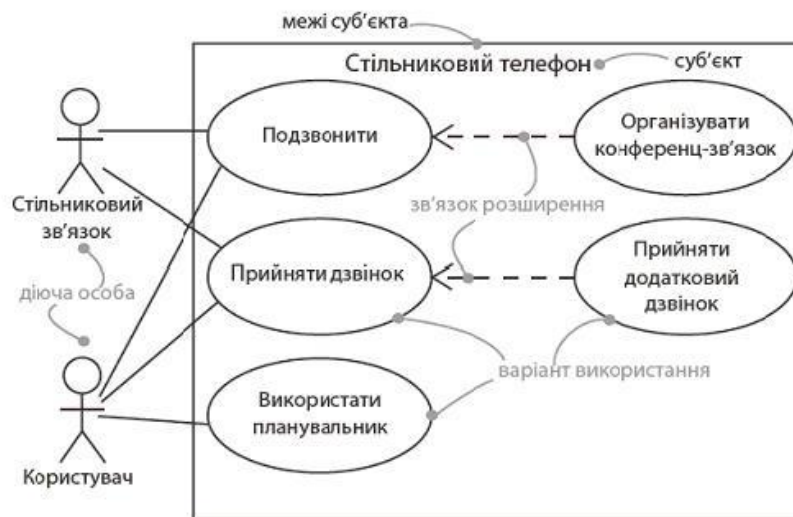 межі суб’єкта
Стільниковий телефон
суб’єкт
Подзвонити
Організувати
конференц-зв’язок
Стільниковий
зв’язок
зв’язок розширення
Прийняти дзвінок
Прийняти
додатковий
дзвінок
діюча особа
варіант використання
Використати
планувальник
Користувач